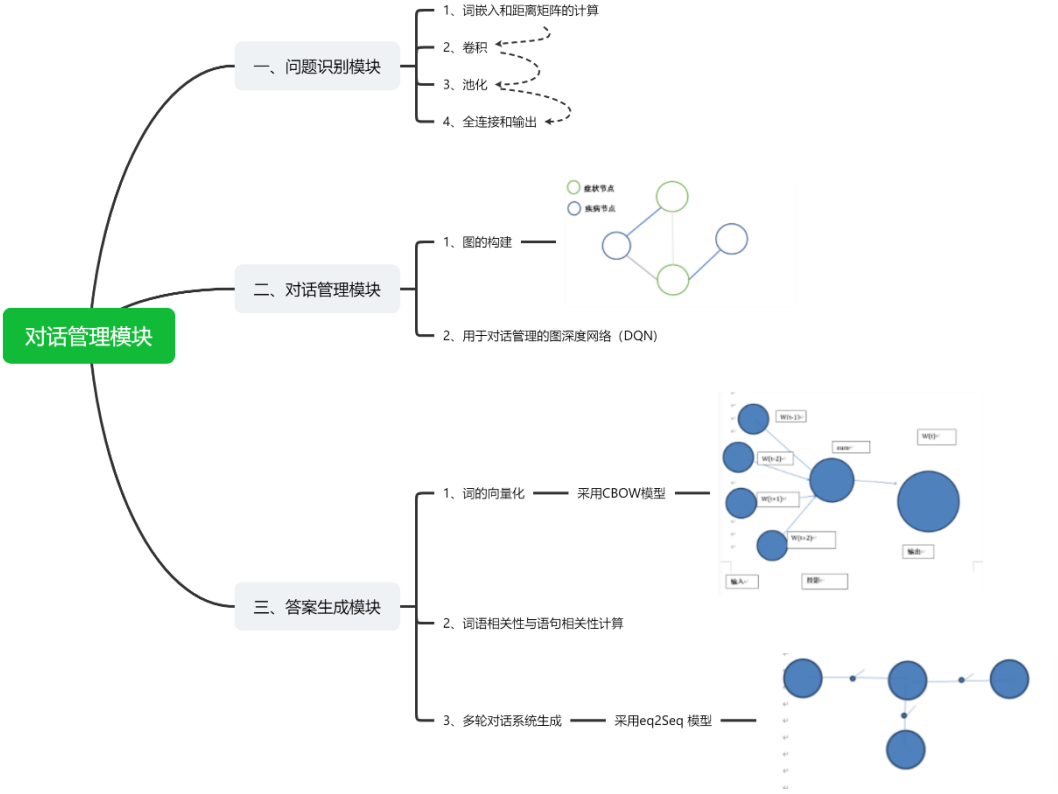 1、词嵌入和距离矩阵的计算
2、卷积
一、问题识别模块
3、池化
4、全连接和输出
症状节点
疾病节点
1、图的构建
二、对话管理模块
2、用于对话管理的图深度网络（DQN）
对话管理模块
W(t-1)
W(t)
sum
W(t-2)
1、词的向量化
采用CBOW模型
W(t+1)
W(t+2)
输出
输入
投影
三、答案生成模块
2、词语相关性与语句相关性计算
3、多轮对话系统生成
采用eq2Seq 模型